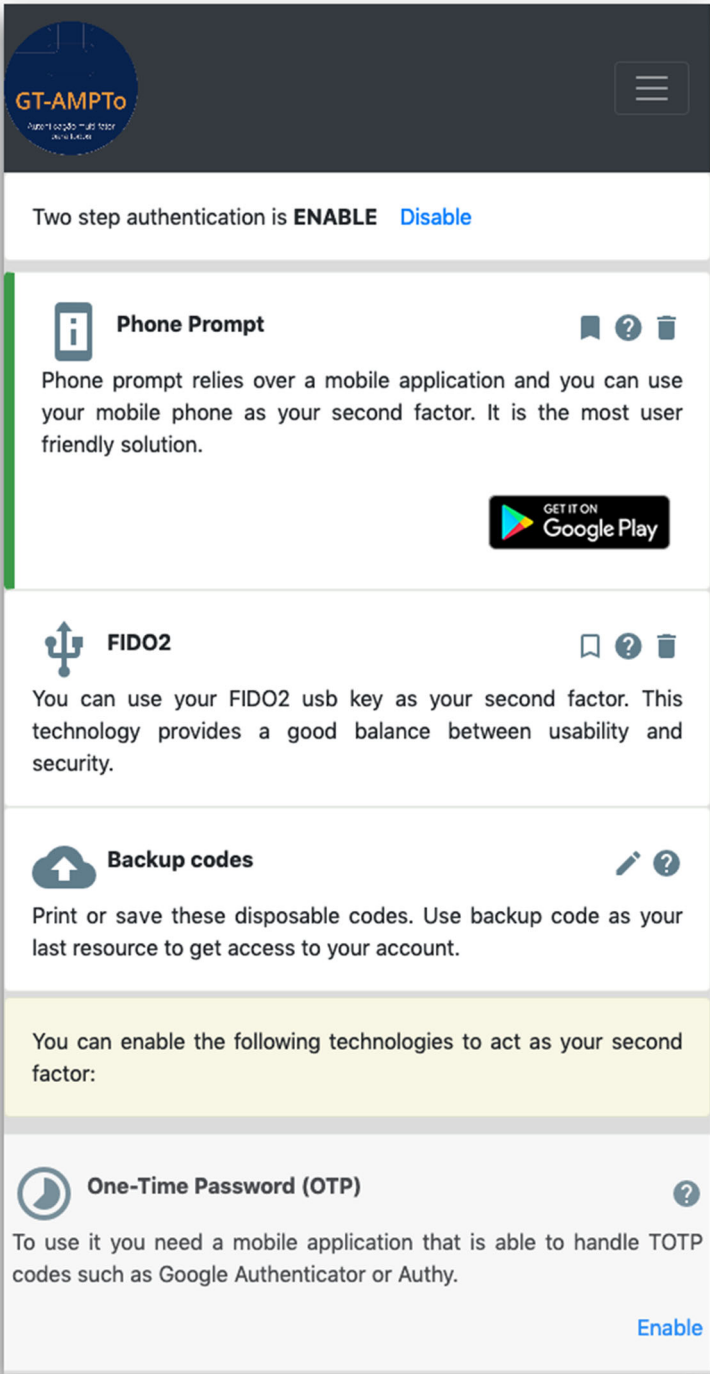 GT-AMPTo
Autenticação multi-fator
para todos
Two step authentication is ENABLE Disable
Phone Prompt
Phone prompt relies over a mobile application and you can use
your mobile phone as your second factor. It is the most user
friendly solution.
GET IT ON
Google Play
FIDO2
You can use your FIDO2 usb key as your second factor. This
technology provides a good balance between usability and
security.
Backup codes
Print or save these disposable codes. Use backup code as your
last resource to get access to your account.
You can enable the following technologies to act as your second
factor:
One-Time Password (OTP)
To use it you need a mobile application that is able to handle TOTP
codes such as Google Authenticator or Authy.
Enable